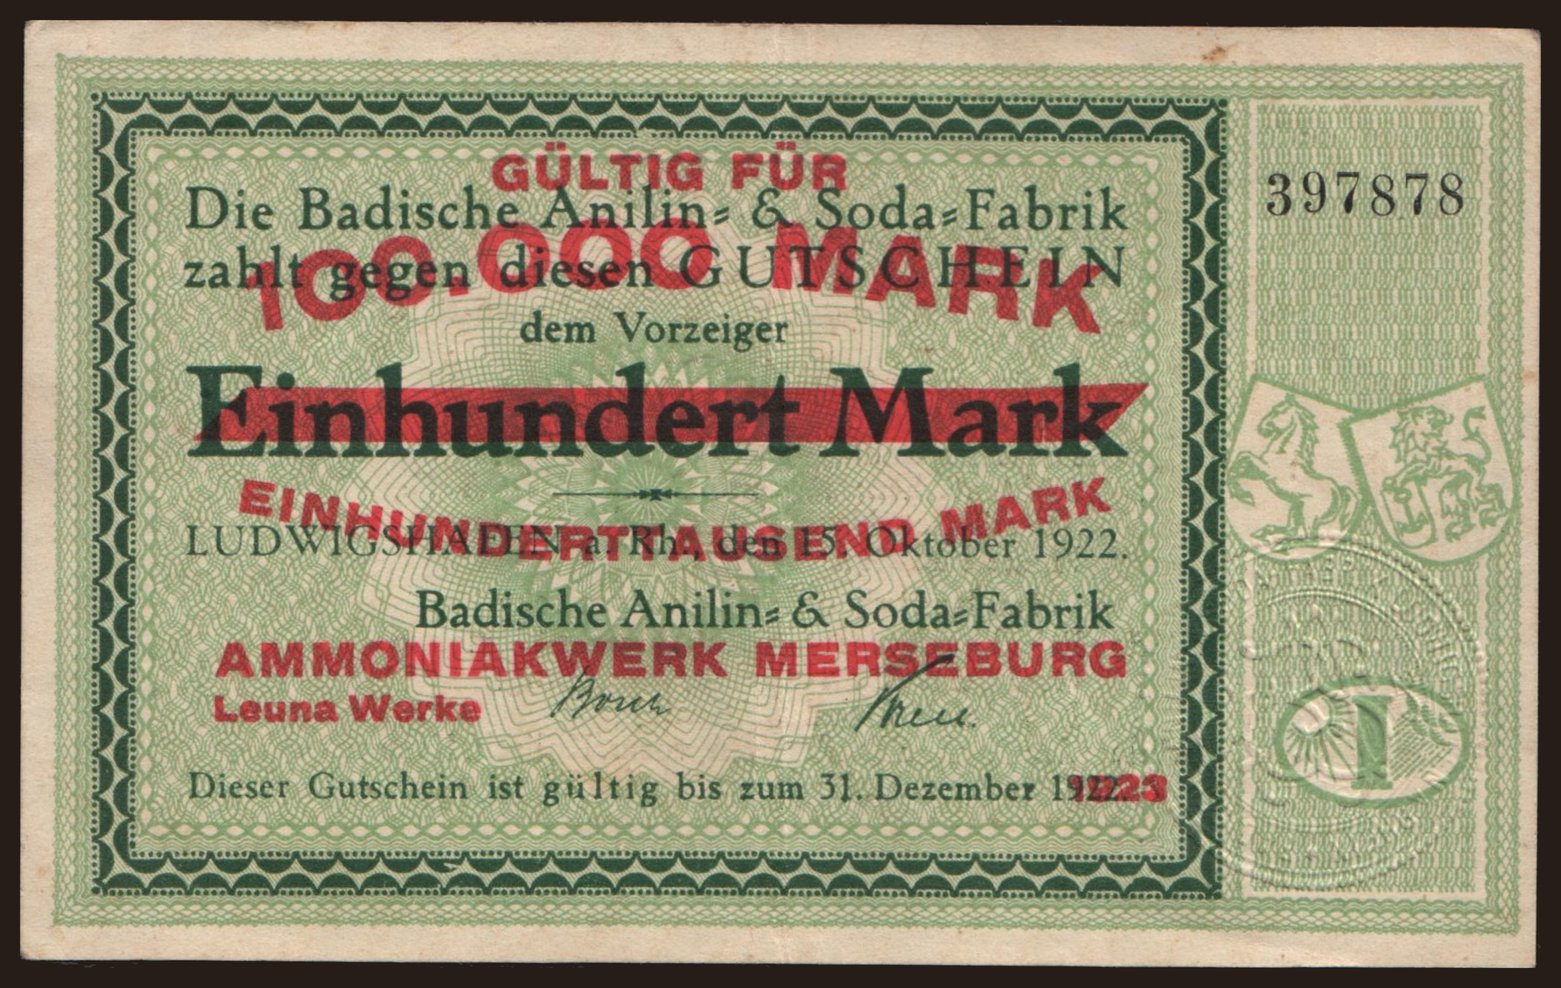 GÜLTIG FÜR
Die Badische Anilin= & Soda=Fabrik
100.000 MARK
zahlt gegen diesen GUTSCHEIN
dem Vorzeiger
Einhundert Mark
EINHUNDERTTAUSEND MARK
LUDWIGSHAFEN a. Rh., den 15. Oktober 1922.
Badische Anilin= & Soda=Fabrik
AMMONIAKWERK MERSEBURG
Leuna Werke
Bosch
Dieser Gutschein ist gültig bis zum 31. Dezember 1922.
1923
397878
I